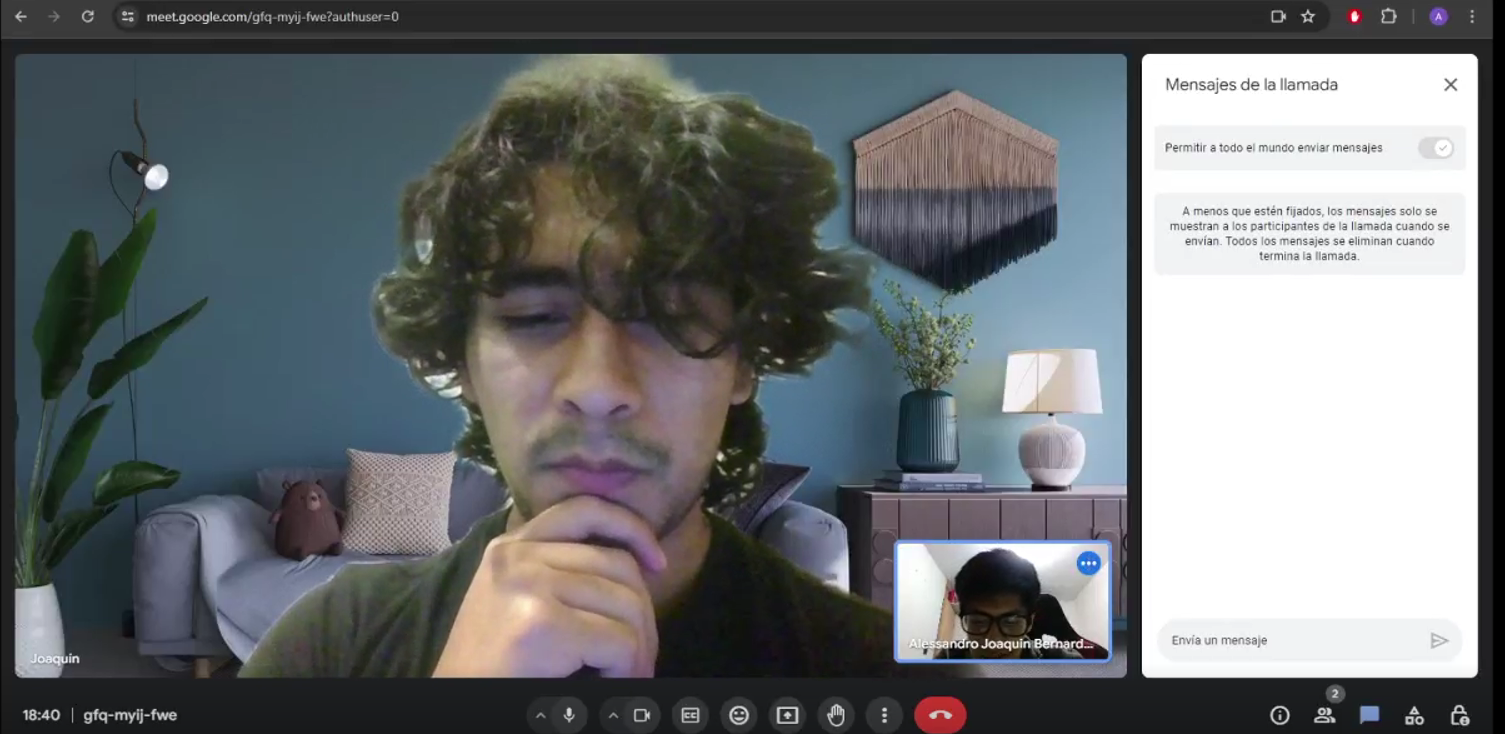 meet.google.com/gfq-myij-fwe?authuser=0
A
Mensajes de la llamada
Permitir a todo el mundo enviar mensajes
A menos que estén fijados, los mensajes solo se
muestran a los participantes de la llamada cuando se
envían. Todos los mensajes se eliminan cuando
termina la llamada.
Alessandro Joaquin Bernard...
Joaquin
Envía un mensaje
18:40 | gfq-myij-fwe
CC
2